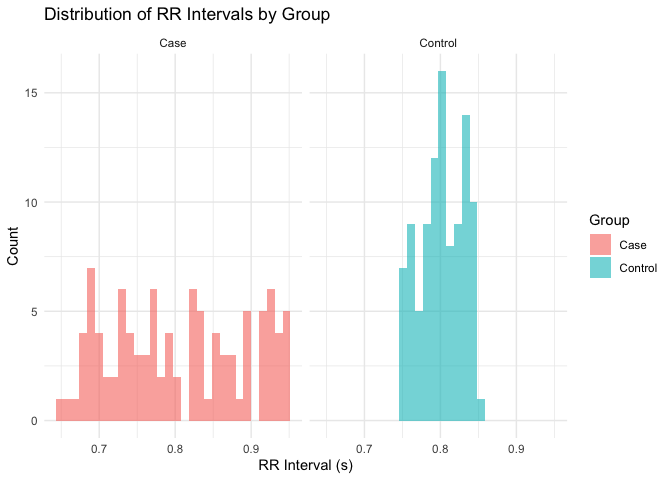 Distribution of RR Intervals by Group
Case
Control
15
10
5
0
Count
0.7
0.8
0.9
0.7
0.8
0.9
RR Interval (s)
Group
Case
Control